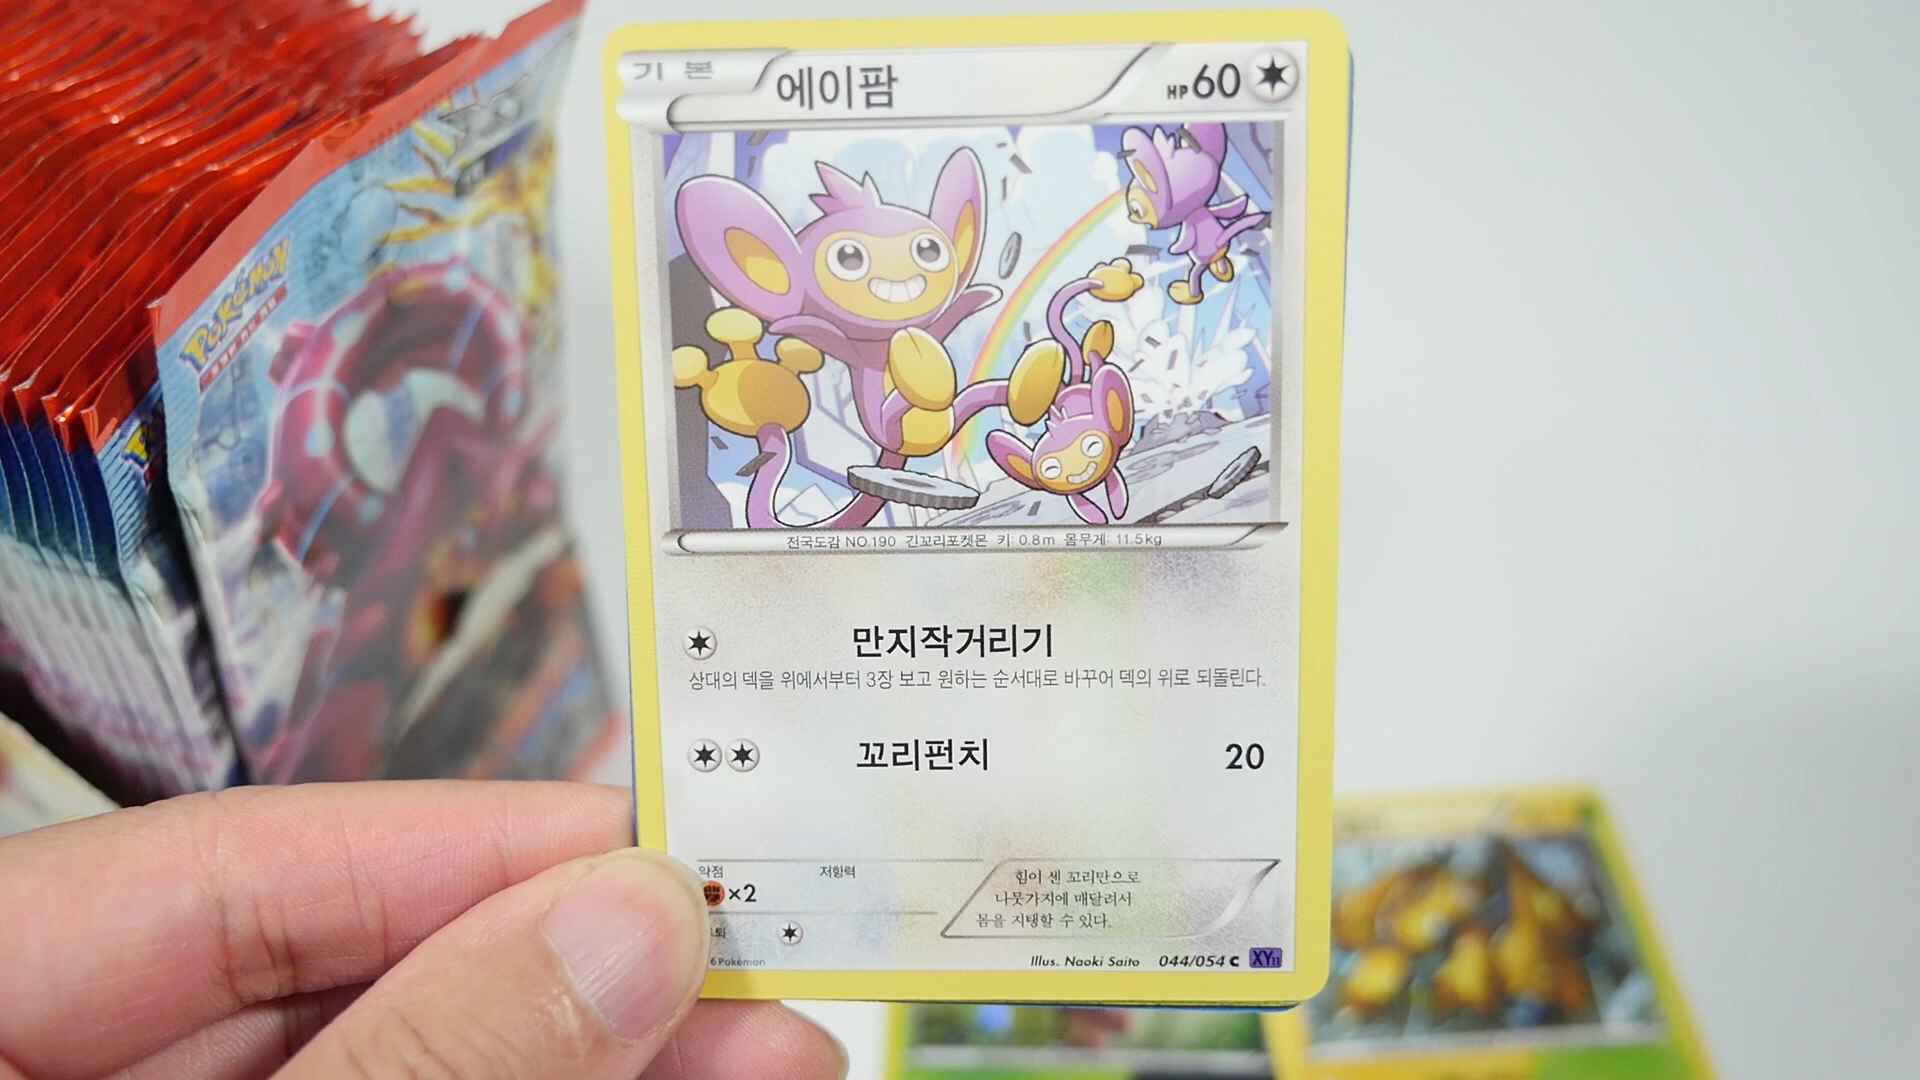 기본
에이팜
HP 60
전국도감 NO.190 긴꼬리포켓몬 키: 0.8m 몸무게: 11.5kg
만지작거리기
상대의 덱을 위에서부터 3장 보고 원하는 순서대로 바꾸어 덱의 위로 되돌린다.
꼬리펀치 20
약점 저항력
×2
힘이 센 꼬리만으로
나뭇가지에 매달려서
몸을 지탱할 수 있다.
6 Pokémon
Illus. Naoki Saito 044/054 C XY11
POKÉMON